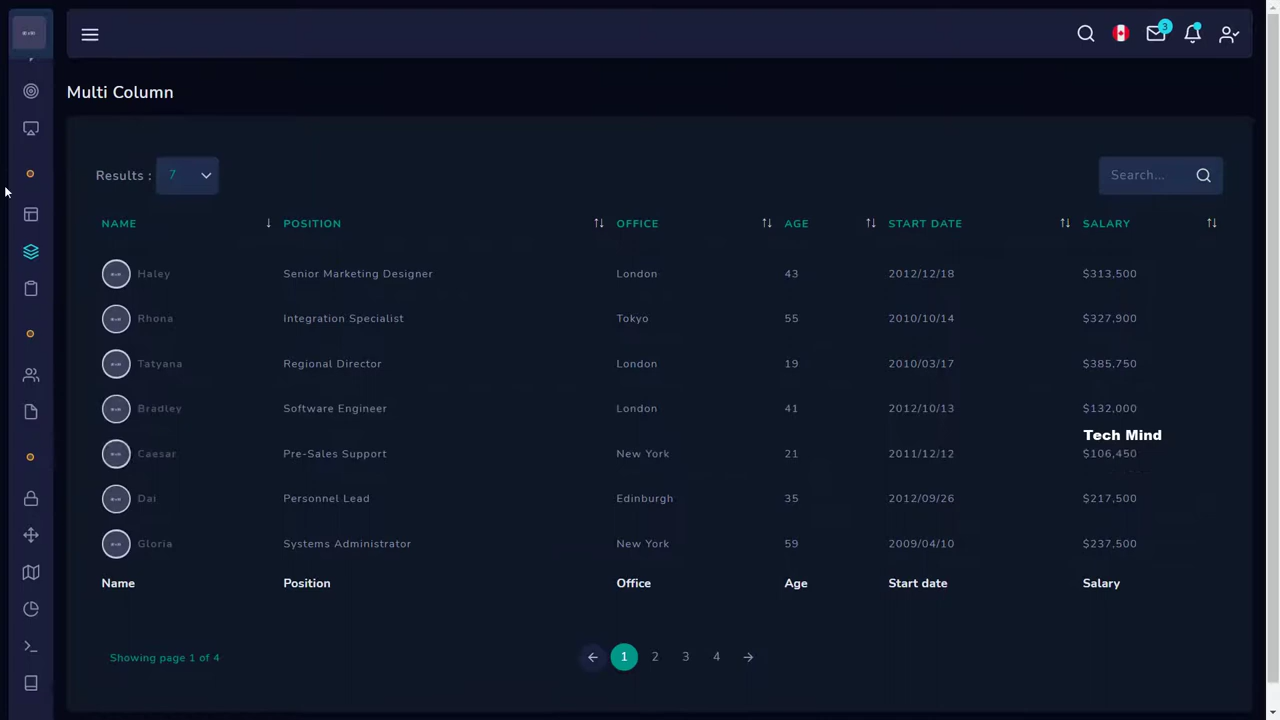 3
Multi Column
Results : 7 Search...
NAME POSITION OFFICE AGE START DATE SALARY
Haley Senior Marketing Designer London 43 2012/12/18 $313,500
Rhona Integration Specialist Tokyo 55 2010/10/14 $327,900
Tatyana Regional Director London 19 2010/03/17 $385,750
Bradley Software Engineer London 41 2012/10/13 $132,000
Tech Mind
Caesar Pre-Sales Support New York 21 2011/12/12 $106,450
Dai Personnel Lead Edinburgh 35 2012/09/26 $217,500
Gloria Systems Administrator New York 59 2009/04/10 $237,500
Name Position Office Age Start date Salary
Showing page 1 of 4 1 2 3 4